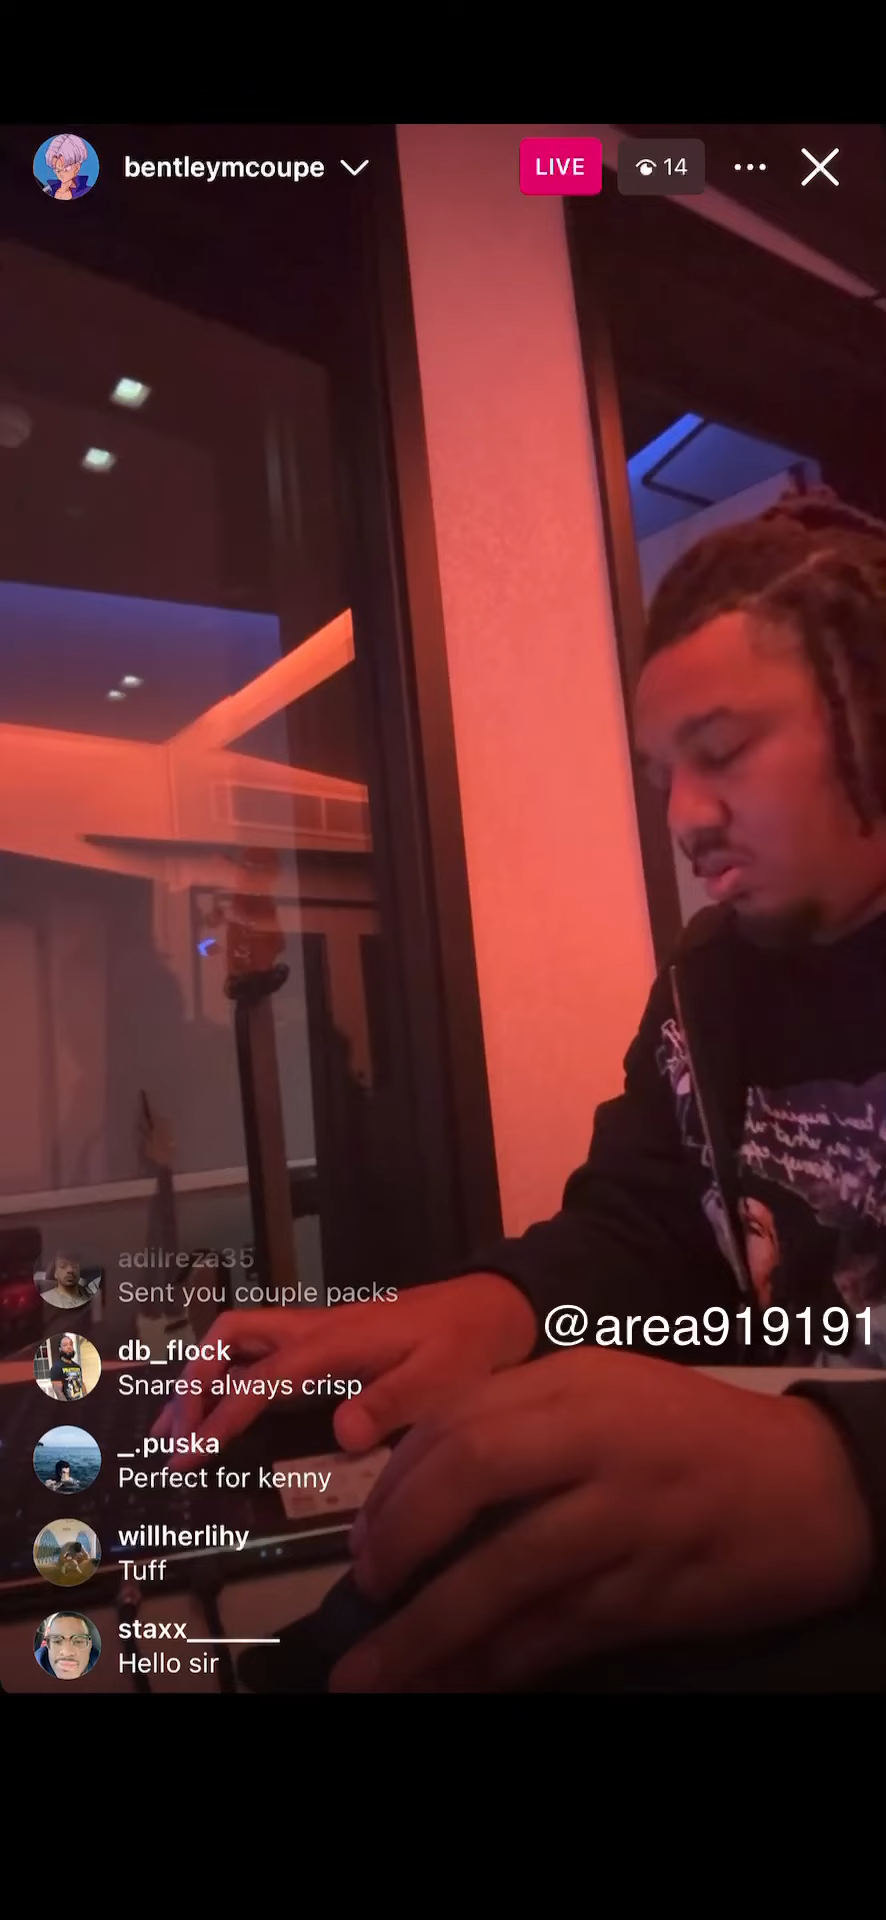 bentleymcoupe
LIVE
14
adilreza35
Sent you couple packs
@area919191
db_flock
Snares always crisp
_.puska
Perfect for kenny
willherlihy
Tuff
staxx______
Hello sir